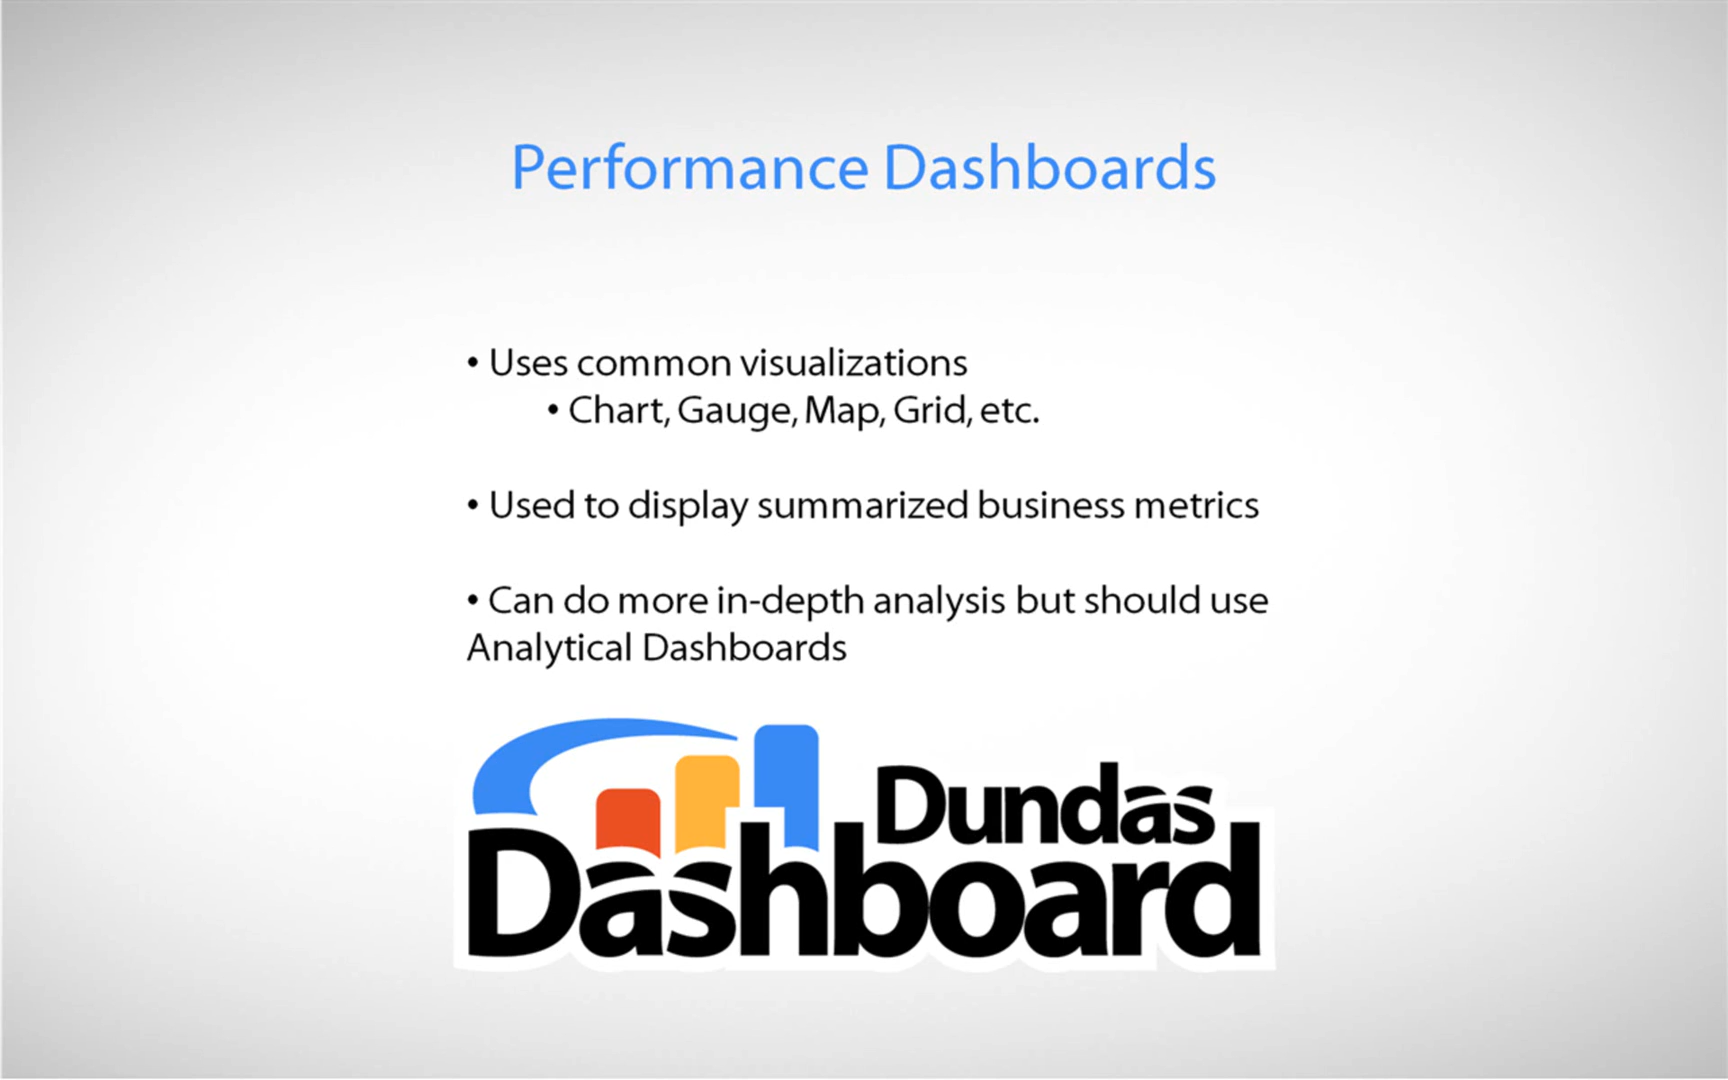 Performance Dashboards
• Uses common visualizations
• Chart, Gauge, Map, Grid, etc.
• Used to display summarized business metrics
• Can do more in-depth analysis but should use
Analytical Dashboards
Dundas
Dashboard